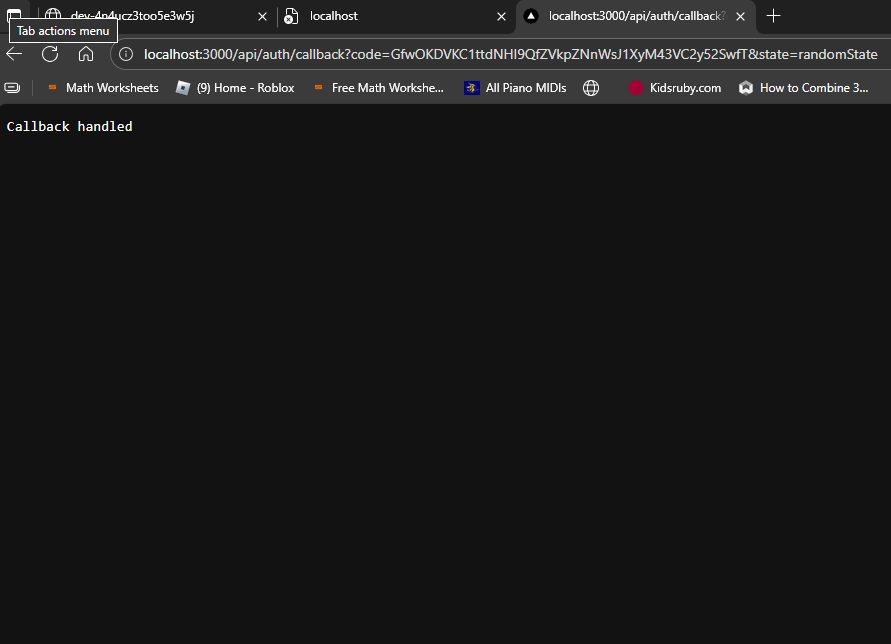 dev-4n4ucz3too5e3w5j
localhost
localhost:3000/api/auth/callback?
Tab actions menu
localhost:3000/api/auth/callback?code=GfwOKDVKC1ttdNHI9QfZVkpZNnWsJ1XyM43VC2y52SwfT&state=randomState
Math Worksheets
(9) Home - Roblox
Free Math Workshe...
All Piano MIDIs
Kidsruby.com
How to Combine 3...
Callback handled